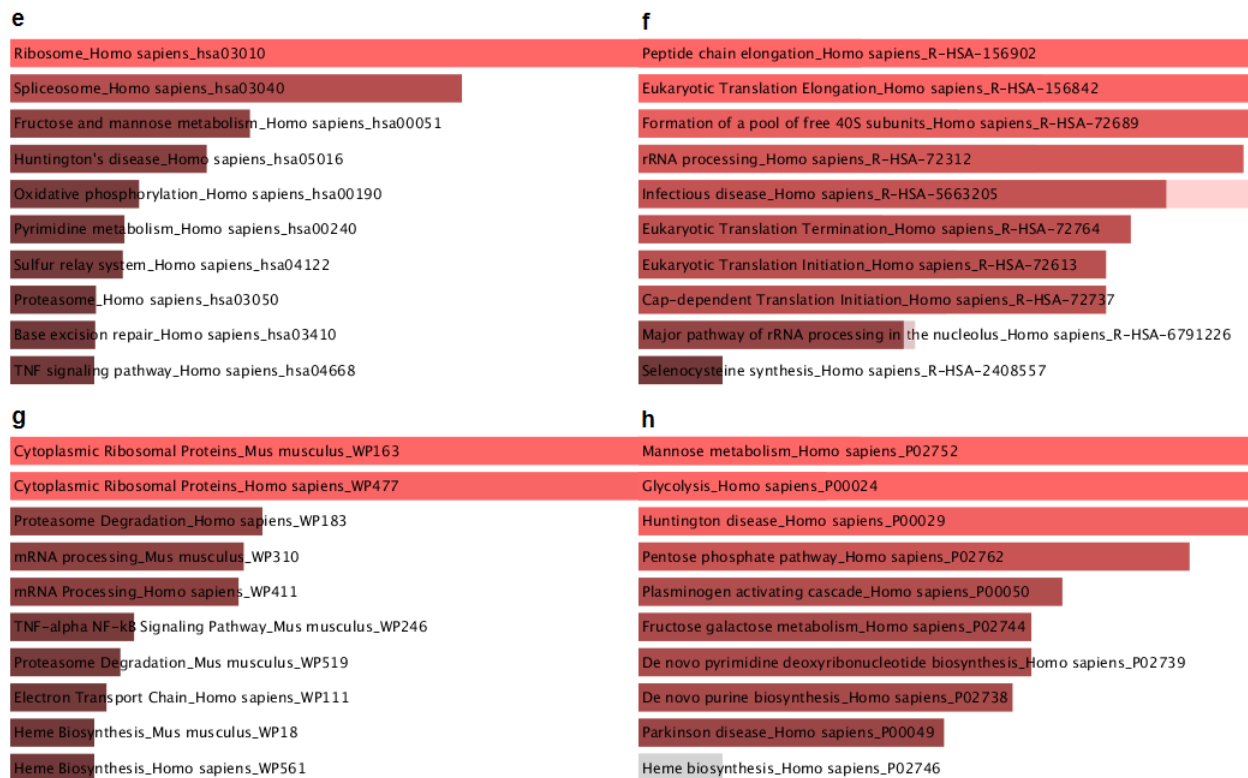 e
Ribosome_Homo sapiens_hsa03010
Spliceosome_Homo sapiens_hsa03040
Fructose and mannose metabolism_Homo sapiens_hsa00051
Huntington's disease_Homo sapiens_hsa05016
Oxidative phosphorylation_Homo sapiens_hsa00190
Pyrimidine metabolism_Homo sapiens_hsa00240
Sulfur relay system_Homo sapiens_hsa04122
Proteasome_Homo sapiens_hsa03050
Base excision repair_Homo sapiens_hsa03410
TNF signaling pathway_Homo sapiens_hsa04668
f
Peptide chain elongation_Homo sapiens_R-HSA-156902
Eukaryotic Translation Elongation_Homo sapiens_R-HSA-156842
Formation of a pool of free 40S subunits_Homo sapiens_R-HSA-72689
rRNA processing_Homo sapiens_R-HSA-72312
Infectious disease_Homo sapiens_R-HSA-5663205
Eukaryotic Translation Termination_Homo sapiens_R-HSA-72764
Eukaryotic Translation Initiation_Homo sapiens_R-HSA-72613
Cap-dependent Translation Initiation_Homo sapiens_R-HSA-72737
Major pathway of rRNA processing in the nucleolus_Homo sapiens_R-HSA-6791226
Selenocysteine synthesis_Homo sapiens_R-HSA-2408557
g
Cytoplasmic Ribosomal Proteins_Mus musculus_WP163
Cytoplasmic Ribosomal Proteins_Homo sapiens_WP477
Proteasome Degradation_Homo sapiens_WP183
mRNA processing_Mus musculus_WP310
mRNA Processing_Homo sapiens_WP411
TNF-alpha NF-kB Signaling Pathway_Mus musculus_WP246
Proteasome Degradation_Mus musculus_WP519
Electron Transport Chain_Homo sapiens_WP111
Heme Biosynthesis_Mus musculus_WP18
Heme Biosynthesis_Homo sapiens_WP561
h
Mannose metabolism_Homo sapiens_P02752
Glycolysis_Homo sapiens_P00024
Huntington disease_Homo sapiens_P00029
Pentose phosphate pathway_Homo sapiens_P02762
Plasminogen activating cascade_Homo sapiens_P00050
Fructose galactose metabolism_Homo sapiens_P02744
De novo pyrimidine deoxyribonucleotide biosynthesis_Homo sapiens_P02739
De novo purine biosynthesis_Homo sapiens_P02738
Parkinson disease_Homo sapiens_P00049
Heme biosynthesis_Homo sapiens_P02746